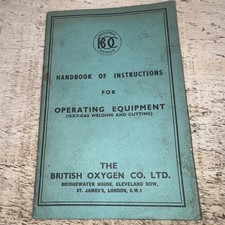 BOC
HANDBOOK OF INSTRUCTIONS
FOR
OPERATING EQUIPMENT
(OXY-GAS WELDING AND CUTTING)
THE
BRITISH OXYGEN CO. LTD.
BRIDGEWATER HOUSE, CLEVELAND ROW,
ST. JAMES'S, LONDON, S.W.1